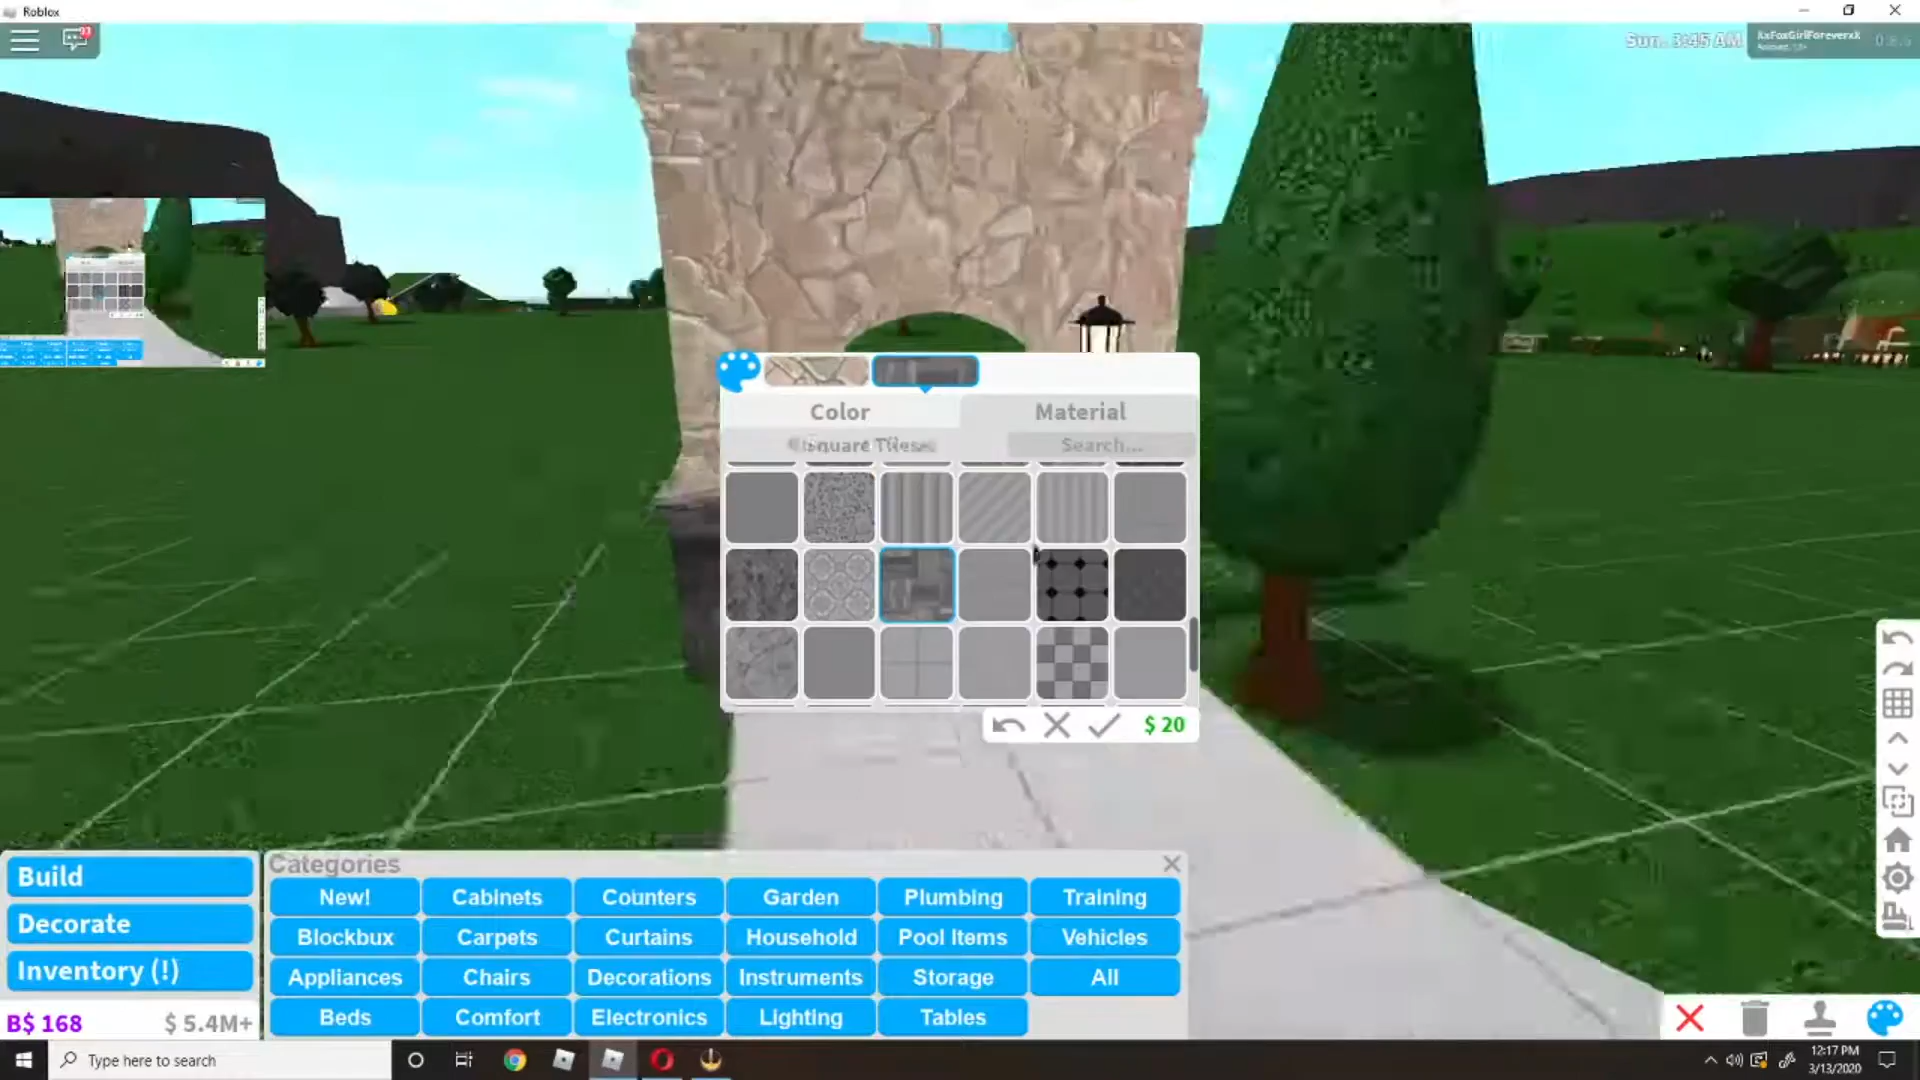 Roblox
93
Sun. 3:45 AM
XxFoxGirlForeverxX
Color
Material
Square Tiles
Search...
$ 20
Build
Decorate
Inventory (!)
B$ 168
$ 5.4M+
Categories
New!
Cabinets
Counters
Garden
Plumbing
Training
Blockbux
Carpets
Curtains
Household
Pool Items
Vehicles
Appliances
Chairs
Decorations
Instruments
Storage
All
Beds
Comfort
Electronics
Lighting
Tables
Type here to search
12:17 PM
3/13/2020